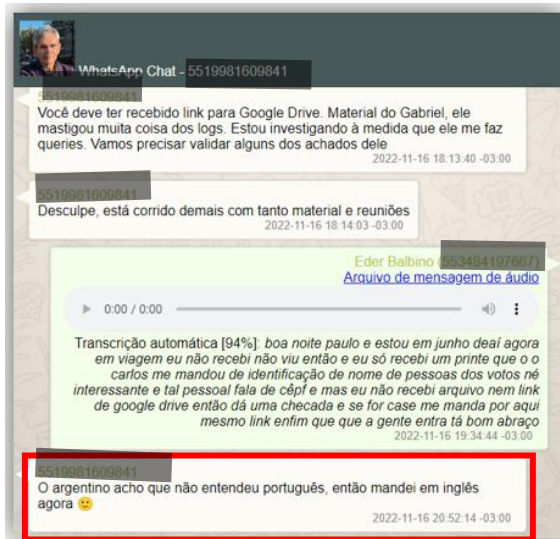 WhatsApp Chat -
Você deve ter recebido link para Google Drive. Material do Gabriel, ele
mastigou muita coisa dos logs. Estou investigando à medida que ele me faz
queries. Vamos precisar validar alguns dos achados dele
2022-11-16 18:13:40 -03:00
Desculpe, está corrido demais com tanto material e reuniões
2022-11-16 18:14:03 -03:00
Eder Balbino
Arquivo de mensagem de áudio
0:00 / 0:00
Transcrição automática [94%]: boa noite paulo e estou em junho deaí agora
em viagem eu não recebi não viu então e eu só recebi um printe que o o
carlos me mandou de identificação de nome de pessoas dos votos né
interessante e tal pessoal fala de cêpf e mas eu não recebi arquivo nem link
de google drive então dá uma checada e se for case me manda por aqui
mesmo link enfim que que a gente entra tá bom abraço
2022-11-16 19:34:44 -03:00
O argentino acho que não entendeu português, então mandei em inglês
agora 🙂
2022-11-16 20:52:14 -03:00